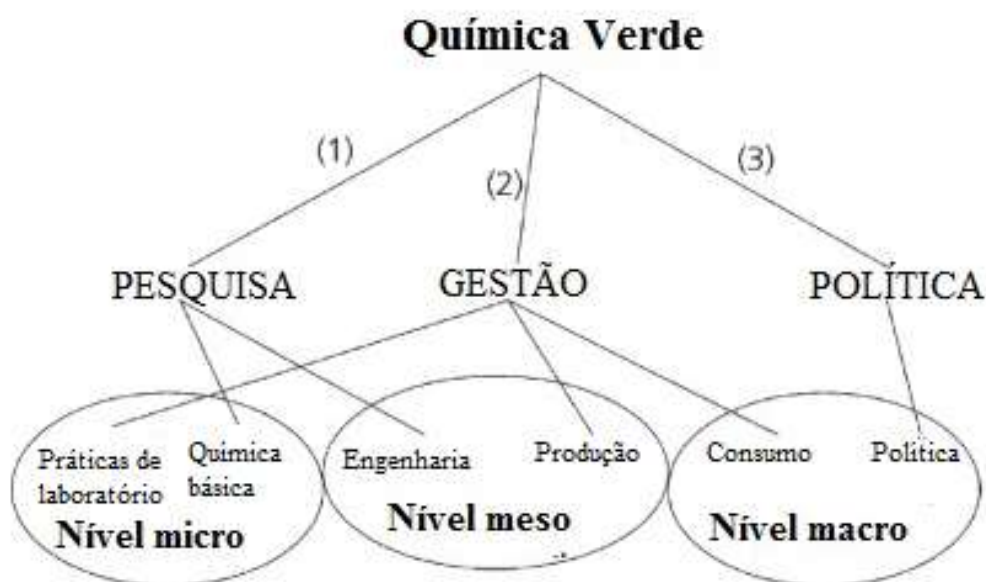 Química Verde
(1)
(2)
(3)
PESQUISA
GESTÃO
POLÍTICA
Práticas de
laboratório
Química
básica
Nível micro
Engenharia
Produção
Nível meso
Consumo
Política
Nível macro